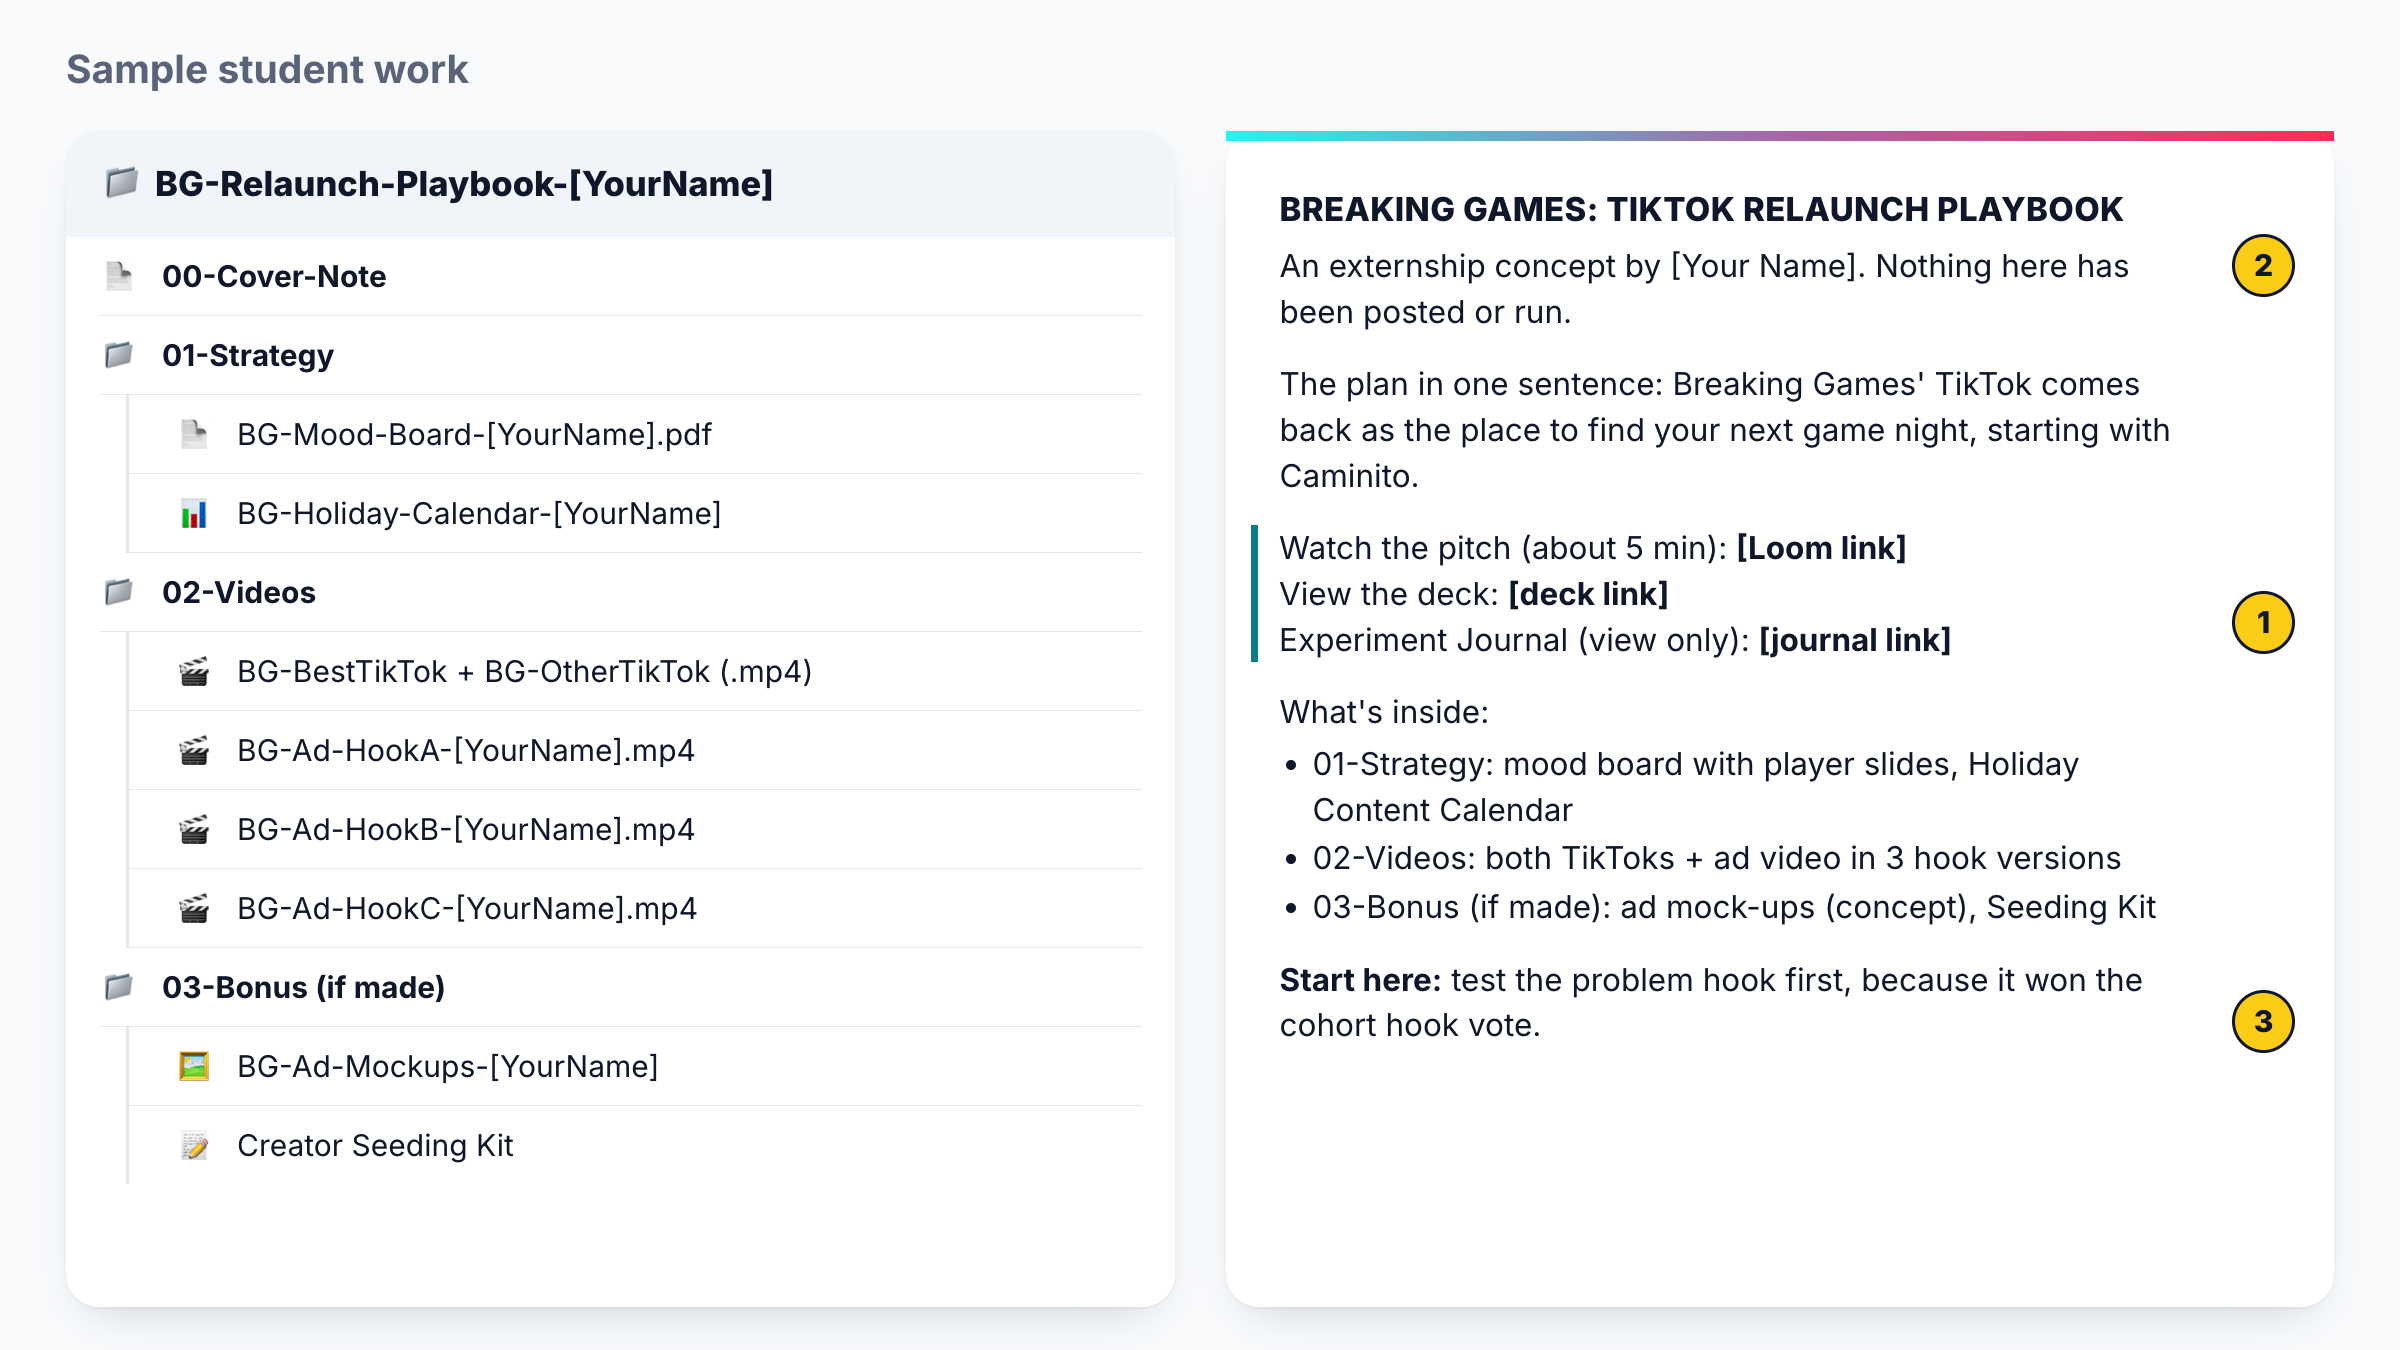 Sample student work
BG-Relaunch-Playbook-[YourName]
00-Cover-Note
01-Strategy
BG-Mood-Board-[YourName].pdf
BG-Holiday-Calendar-[YourName]
02-Videos
BG-BestTikTok + BG-OtherTikTok (.mp4)
BG-Ad-HookA-[YourName].mp4
BG-Ad-HookB-[YourName].mp4
BG-Ad-HookC-[YourName].mp4
03-Bonus (if made)
BG-Ad-Mockups-[YourName]
Creator Seeding Kit
BREAKING GAMES: TIKTOK RELAUNCH PLAYBOOK
An externship concept by [Your Name]. Nothing here has
been posted or run.
2
The plan in one sentence: Breaking Games' TikTok comes
back as the place to find your next game night, starting with
Caminito.
Watch the pitch (about 5 min): [Loom link]
View the deck: [deck link]
Experiment Journal (view only): [journal link]
1
What's inside:
• 01-Strategy: mood board with player slides, Holiday
Content Calendar
• 02-Videos: both TikToks + ad video in 3 hook versions
• 03-Bonus (if made): ad mock-ups (concept), Seeding Kit
Start here: test the problem hook first, because it won the
cohort hook vote.
3